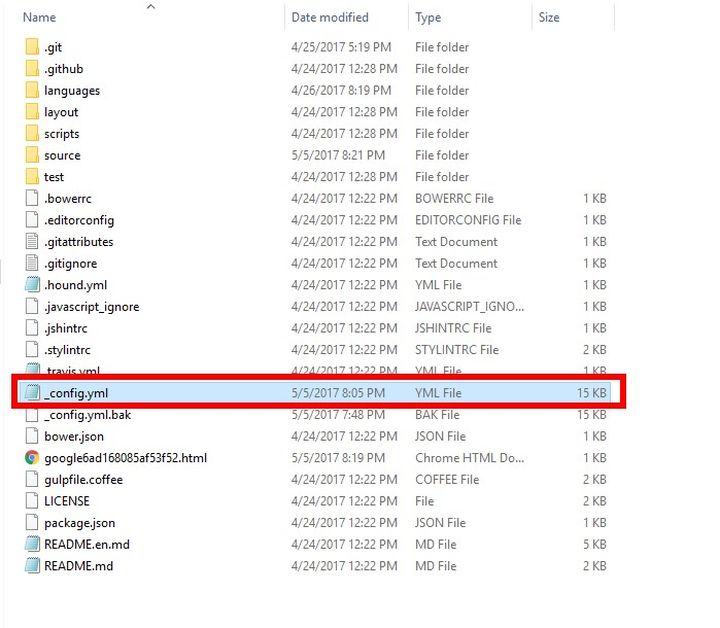 Name Date modified Type Size
.git 4/25/2017 5:19 PM File folder
.github 4/24/2017 12:28 PM File folder
languages 4/26/2017 8:19 PM File folder
layout 4/24/2017 12:28 PM File folder
scripts 4/24/2017 12:28 PM File folder
source 5/5/2017 8:21 PM File folder
test 4/24/2017 12:28 PM File folder
.bowerrc 4/24/2017 12:22 PM BOWERRC File 1 KB
.editorconfig 4/24/2017 12:22 PM EDITORCONFIG File 1 KB
.gitattributes 4/24/2017 12:22 PM Text Document 1 KB
.gitignore 4/24/2017 12:22 PM Text Document 1 KB
.hound.yml 4/24/2017 12:22 PM YML File 1 KB
.javascript_ignore 4/24/2017 12:22 PM JAVASCRIPT_IGNO... 1 KB
.jshintrc 4/24/2017 12:22 PM JSHINTRC File 1 KB
.stylintrc 4/24/2017 12:22 PM STYLINTRC File 2 KB
.travis.yml 4/24/2017 12:22 PM YML File 1 KB
_config.yml 5/5/2017 8:05 PM YML File 15 KB
_config.yml.bak 5/5/2017 7:48 PM BAK File 15 KB
bower.json 4/24/2017 12:22 PM JSON File 1 KB
google6ad168085af53f52.html 5/5/2017 8:19 PM Chrome HTML Do... 1 KB
gulpfile.coffee 4/24/2017 12:22 PM COFFEE File 2 KB
LICENSE 4/24/2017 12:22 PM File 2 KB
package.json 4/24/2017 12:22 PM JSON File 1 KB
README.en.md 4/24/2017 12:22 PM MD File 5 KB
README.md 4/24/2017 12:22 PM MD File 2 KB